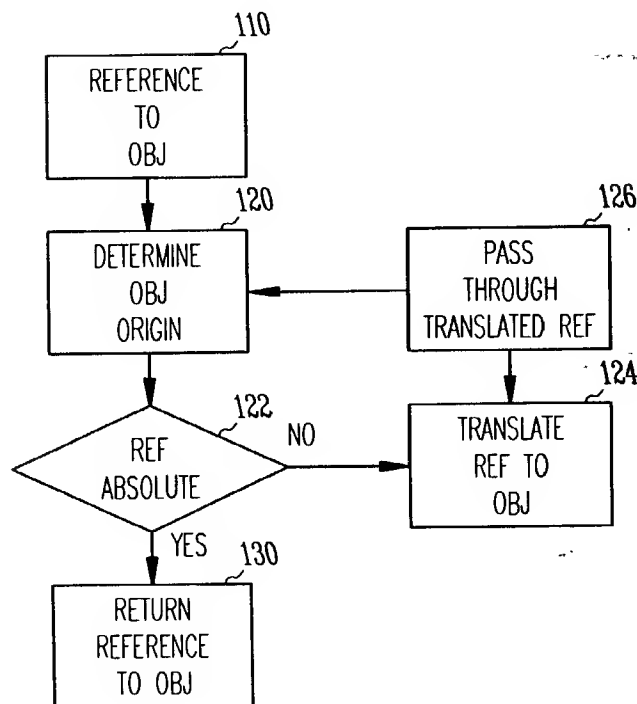 110
REFERENCE
TO
OBJ
120
DETERMINE
OBJ
ORIGIN
126
PASS
THROUGH
TRANSLATED REF
122
REF
ABSOLUTE
NO
124
TRANSLATE
REF TO
OBJ
YES
130
RETURN
REFERENCE
TO OBJ